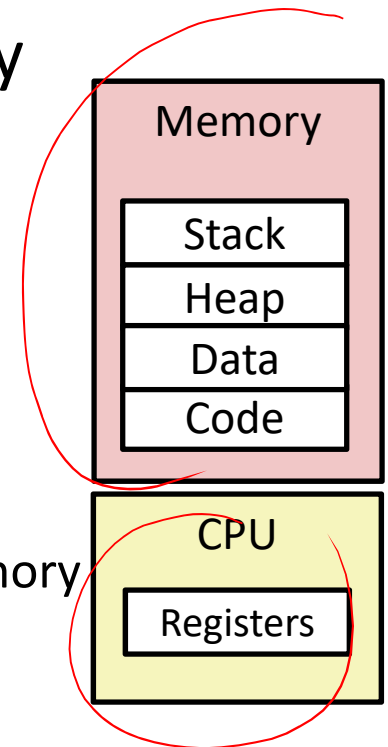 y
Memory
Stack
Heap
Data
Code
CPU
nory
Registers